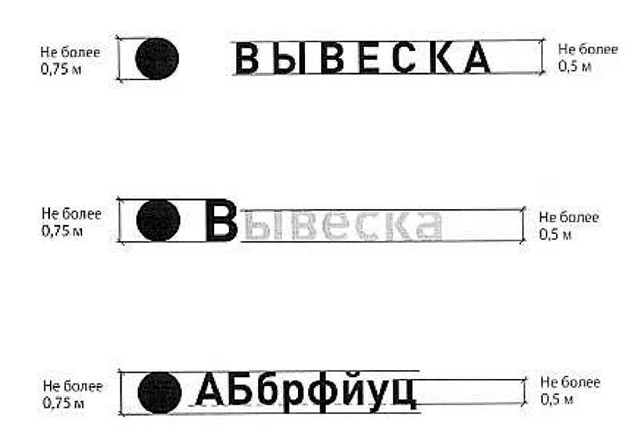 Не более
0,75 м
ВЫВЕСКА
Не более
0,5 м
Не более
0,75 м
Вывеска
Не более
0,5 м
Не более
0,75 м
АБбрфйуц
Не более
0,5 м